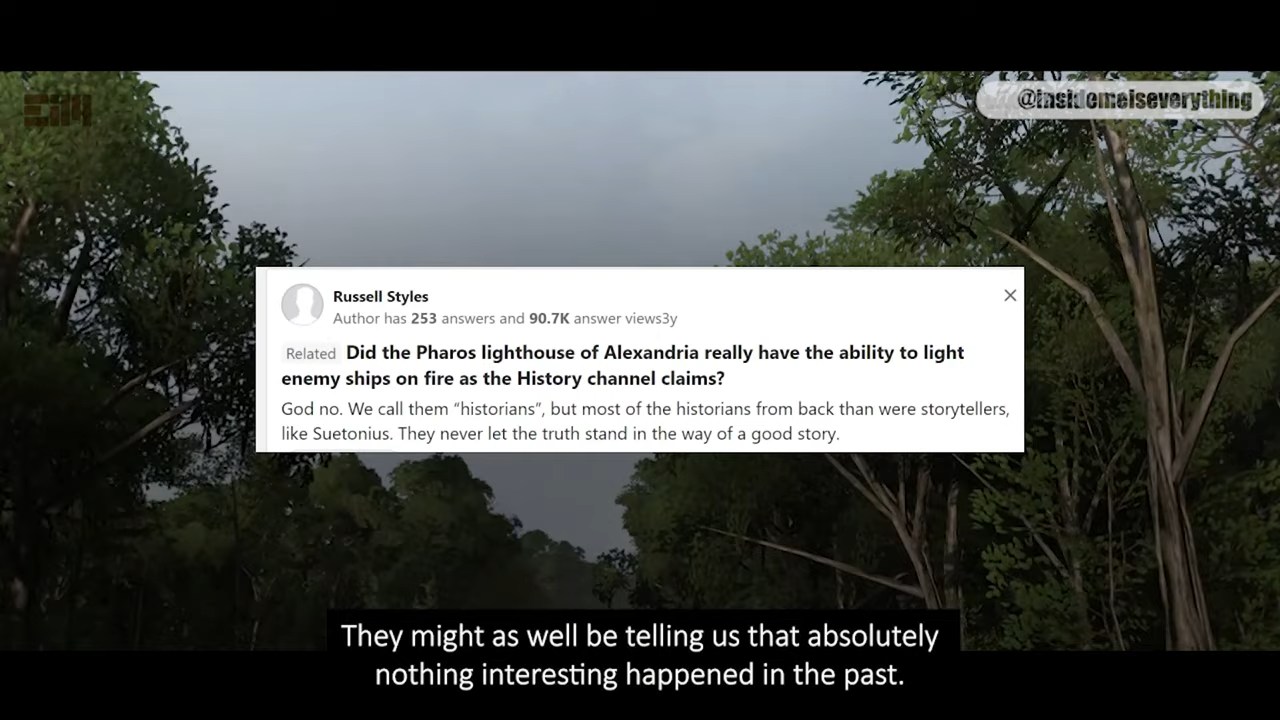 @insidemeiseverything
Russell Styles
Author has 253 answers and 90.7K answer views3y
Related Did the Pharos lighthouse of Alexandria really have the ability to light
enemy ships on fire as the History channel claims?
God no. We call them “historians”, but most of the historians from back than were storytellers,
like Suetonius. They never let the truth stand in the way of a good story.
They might as well be telling us that absolutely
nothing interesting happened in the past.